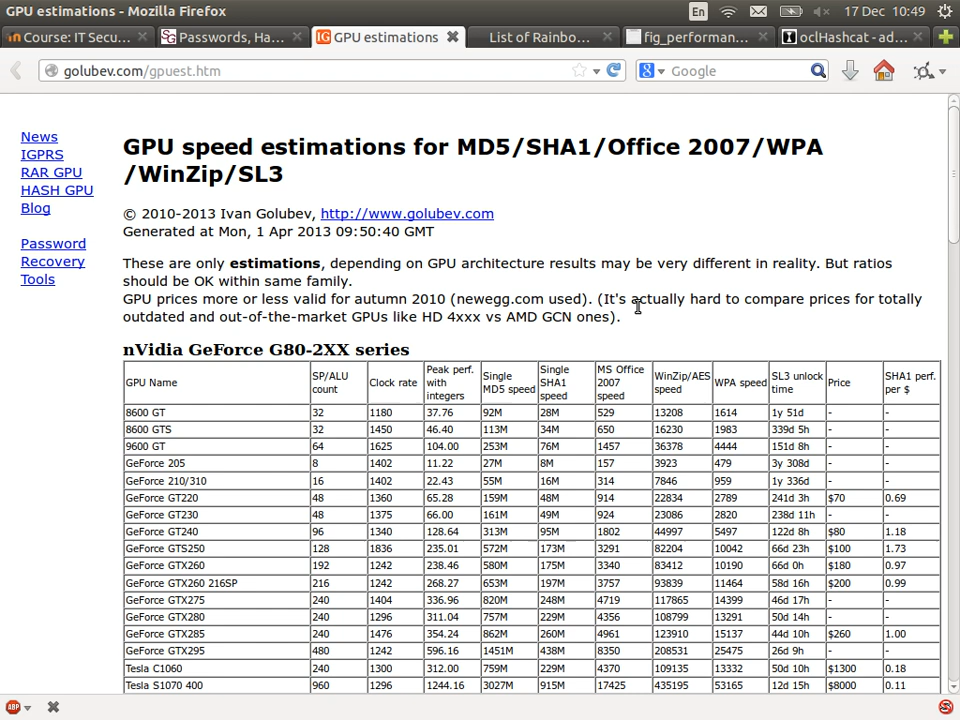 GPU estimations - Mozilla Firefox
En
17 Dec 10:49
Course: IT Secu...
Passwords, Ha...
GPU estimations
List of Rainbo...
fig_performan...
oclHashcat - ad...
golubev.com/gpuest.htm
Google
News
IGPRS
RAR GPU
HASH GPU
Blog
Password
Recovery
Tools
GPU speed estimations for MD5/SHA1/Office 2007/WPA
/WinZip/SL3
© 2010-2013 Ivan Golubev, http://www.golubev.com
Generated at Mon, 1 Apr 2013 09:50:40 GMT
These are only estimations, depending on GPU architecture results may be very different in reality. But ratios
should be OK within same family.
GPU prices more or less valid for autumn 2010 (newegg.com used). (It's actually hard to compare prices for totally
outdated and out-of-the-market GPUs like HD 4xxx vs AMD GCN ones).
nVidia GeForce G80-2XX series
GPU Name SP/ALU count Clock rate Peak perf. with integers Single MD5 speed Single SHA1 speed MS Office 2007 speed WinZip/AES speed WPA speed SL3 unlock time Price SHA1 perf. per $
8600 GT 32 1180 37.76 92M 28M 529 13208 1614 1y 51d - -
8600 GTS 32 1450 46.40 113M 34M 650 16230 1983 339d 5h - -
9600 GT 64 1625 104.00 253M 76M 1457 36378 4444 151d 8h - -
GeForce 205 8 1402 11.22 27M 8M 157 3923 479 3y 308d - -
GeForce 210/310 16 1402 22.43 55M 16M 314 7846 959 1y 336d - -
GeForce GT220 48 1360 65.28 159M 48M 914 22834 2789 241d 3h $70 0.69
GeForce GT230 48 1375 66.00 161M 49M 924 23086 2820 238d 11h - -
GeForce GT240 96 1340 128.64 313M 95M 1802 44997 5497 122d 8h $80 1.18
GeForce GTS250 128 1836 235.01 572M 173M 3291 82204 10042 66d 23h $100 1.73
GeForce GTX260 192 1242 238.46 580M 175M 3340 83412 10190 66d 0h $180 0.97
GeForce GTX260 216SP 216 1242 268.27 653M 197M 3757 93839 11464 58d 16h $200 0.99
GeForce GTX275 240 1404 336.96 820M 248M 4719 117865 14399 46d 17h - -
GeForce GTX280 240 1296 311.04 757M 229M 4356 108799 13291 50d 14h - -
GeForce GTX285 240 1476 354.24 862M 260M 4961 123910 15137 44d 10h $260 1.00
GeForce GTX295 480 1242 596.16 1451M 438M 8350 208531 25475 26d 9h - -
Tesla C1060 240 1300 312.00 759M 229M 4370 109135 13332 50d 10h $1300 0.18
Tesla S1070 400 960 1296 1244.16 3027M 915M 17425 435195 53165 12d 15h $8000 0.11
ABP